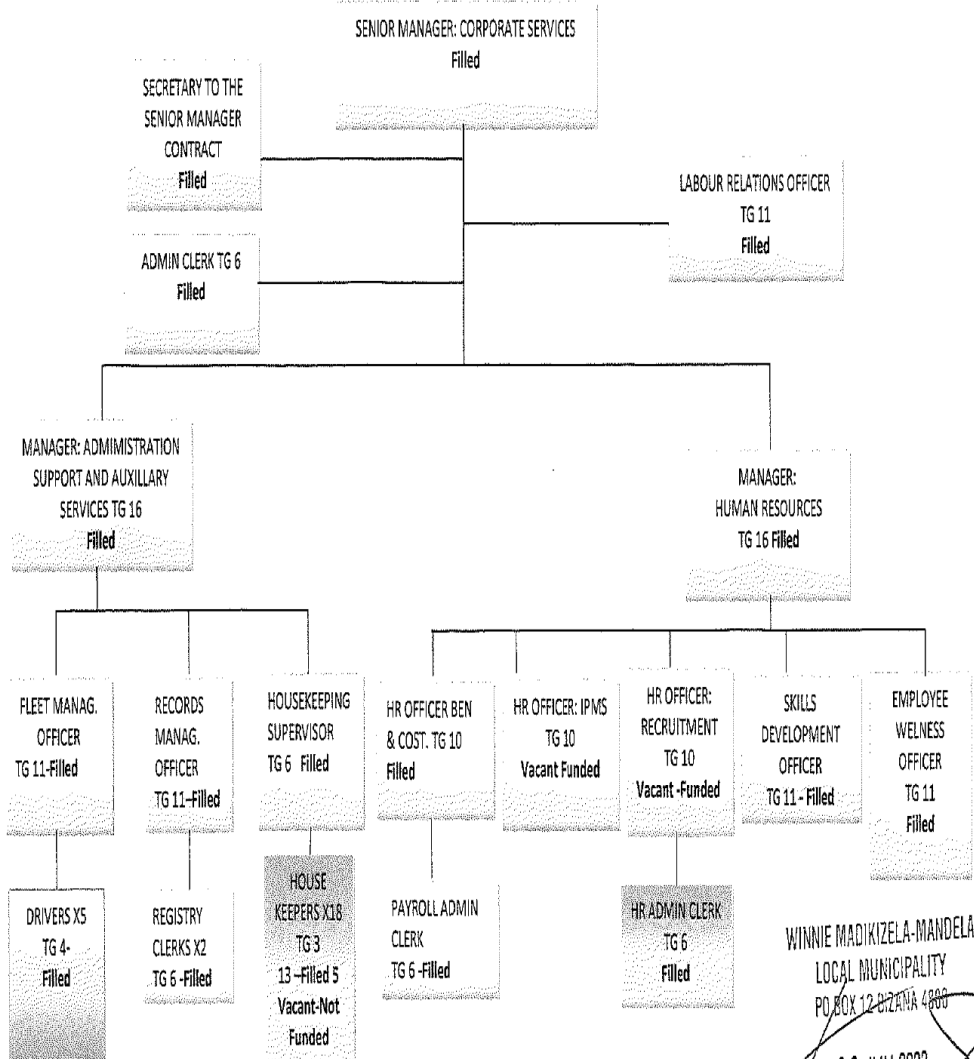 SENIOR MANAGER: CORPORATE SERVICES
Filled
SECRETARY TO THE
SENIOR MANAGER
CONTRACT
Filled
LABOUR RELATIONS OFFICER
TG 11
Filled
ADMIN CLERK TG 6
Filled
MANAGER: ADMIMISTRATION
SUPPORT AND AUXILLARY
SERVICES TG 16
Filled
MANAGER:
HUMAN RESOURCES
TG 16 Filled
FLEET MANAG.
OFFICER
TG 11-Filled
RECORDS
MANAG.
OFFICER
TG 11–Filled
HOUSEKEEPING
SUPERVISOR
TG 6 Filled
HR OFFICER BEN
& COST. TG 10
Filled
HR OFFICER: IPMS
TG 10
Vacant Funded
HR OFFICER:
RECRUITMENT
TG 10
Vacant -Funded
SKILLS
DEVELOPMENT
OFFICER
TG 11 - Filled
EMPLOYEE
WELNESS
OFFICER
TG 11
Filled
DRIVERS X5
TG 4-
Filled
REGISTRY
CLERKS X2
TG 6 -Filled
HOUSE
KEEPERS X18
TG 3
13 –Filled 5
Vacant-Not
Funded
PAYROLL ADMIN
CLERK
TG 6 -Filled
HR ADMIN CLERK
TG 6
Filled
WINNIE MADIKIZELA-MANDELA
LOCAL MUNICIPALITY
PO BOX 12 BIZANA 4800